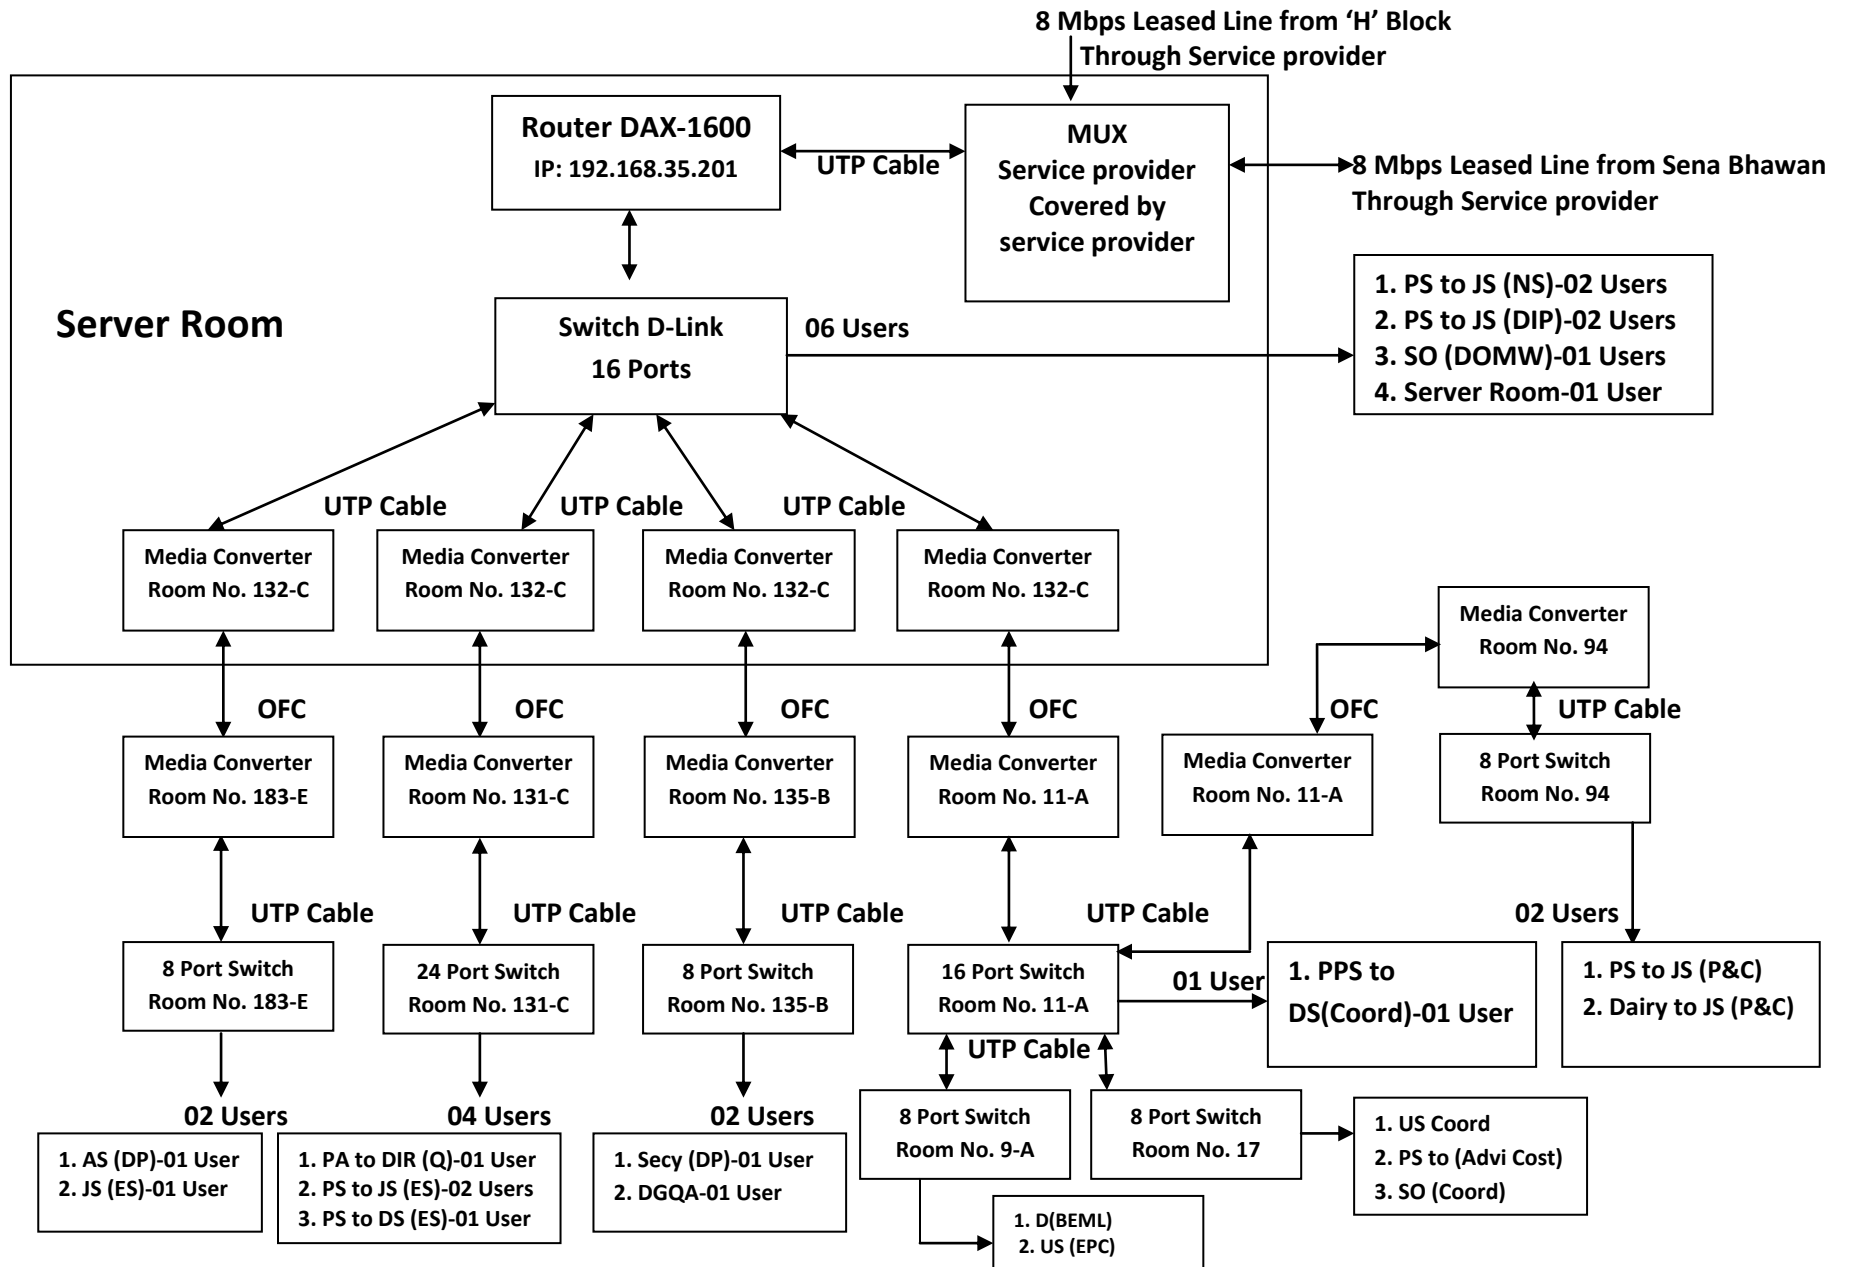 8 Mbps Leased Line from ‘H’ Block
Through Service provider
Router DAX-1600
IP: 192.168.35.201
UTP Cable
MUX
Service provider
Covered by
service provider
8 Mbps Leased Line from Sena Bhawan
Through Service provider
Server Room
Switch D-Link
16 Ports
06 Users
1. PS to JS (NS)-02 Users
2. PS to JS (DIP)-02 Users
3. SO (DOMW)-01 Users
4. Server Room-01 User
UTP Cable
UTP Cable
UTP Cable
Media Converter
Room No. 132-C
Media Converter
Room No. 132-C
Media Converter
Room No. 132-C
Media Converter
Room No. 132-C
Media Converter
Room No. 94
OFC
OFC
OFC
OFC
OFC
UTP Cable
Media Converter
Room No. 183-E
Media Converter
Room No. 131-C
Media Converter
Room No. 135-B
Media Converter
Room No. 11-A
Media Converter
Room No. 11-A
8 Port Switch
Room No. 94
UTP Cable
UTP Cable
UTP Cable
UTP Cable
02 Users
8 Port Switch
Room No. 183-E
24 Port Switch
Room No. 131-C
8 Port Switch
Room No. 135-B
16 Port Switch
Room No. 11-A
01 User
1. PPS to
DS(Coord)-01 User
1. PS to JS (P&C)
2. Dairy to JS (P&C)
UTP Cable
02 Users
04 Users
02 Users
8 Port Switch
Room No. 9-A
8 Port Switch
Room No. 17
1. US Coord
2. PS to (Advi Cost)
3. SO (Coord)
1. AS (DP)-01 User
2. JS (ES)-01 User
1. PA to DIR (Q)-01 User
2. PS to JS (ES)-02 Users
3. PS to DS (ES)-01 User
1. Secy (DP)-01 User
2. DGQA-01 User
1. D(BEML)
2. US (EPC)